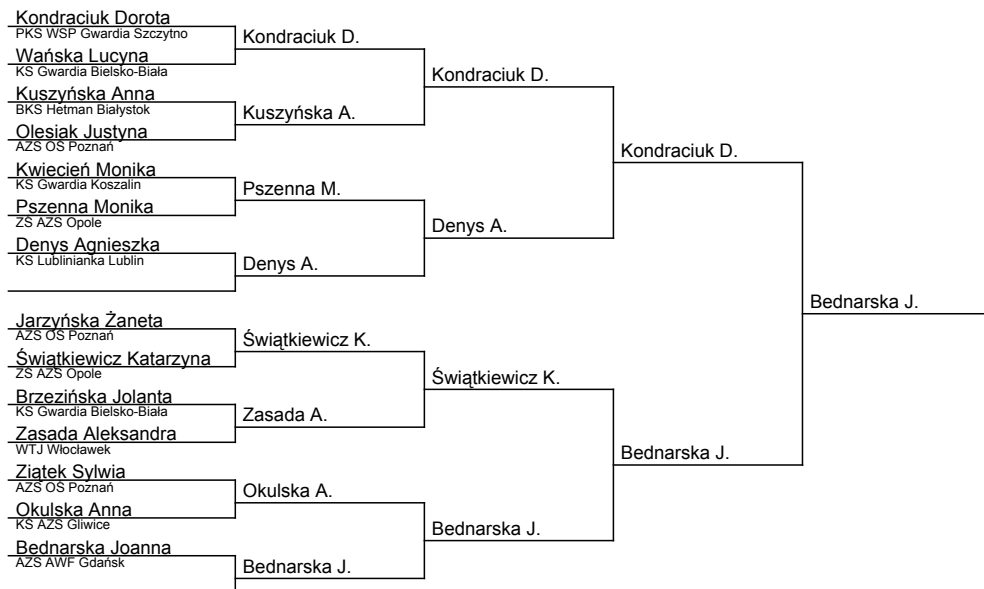 Kondraciuk Dorota
PKS WSP Gwardia Szczytno
Kondraciuk D.
Wańska Lucyna
KS Gwardia Bielsko-Biała
Kondraciuk D.
Kuszyńska Anna
BKS Hetman Białystok
Kuszyńska A.
Olesiak Justyna
AZS OŚ Poznań
Kondraciuk D.
Kwiecień Monika
KS Gwardia Koszalin
Pszenna M.
Pszenna Monika
ZS AZS Opole
Denys A.
Denys Agnieszka
KS Lublinianka Lublin
Denys A.
Bednarska J.
Jarzyńska Żaneta
AZS OŚ Poznań
Świątkiewicz K.
Świątkiewicz Katarzyna
ZS AZS Opole
Świątkiewicz K.
Brzezińska Jolanta
KS Gwardia Bielsko-Biała
Zasada A.
Zasada Aleksandra
WTJ Włocławek
Bednarska J.
Ziątek Sylwia
AZS OŚ Poznań
Okulska A.
Okulska Anna
KS AZS Gliwice
Bednarska J.
Bednarska Joanna
AZS AWF Gdańsk
Bednarska J.